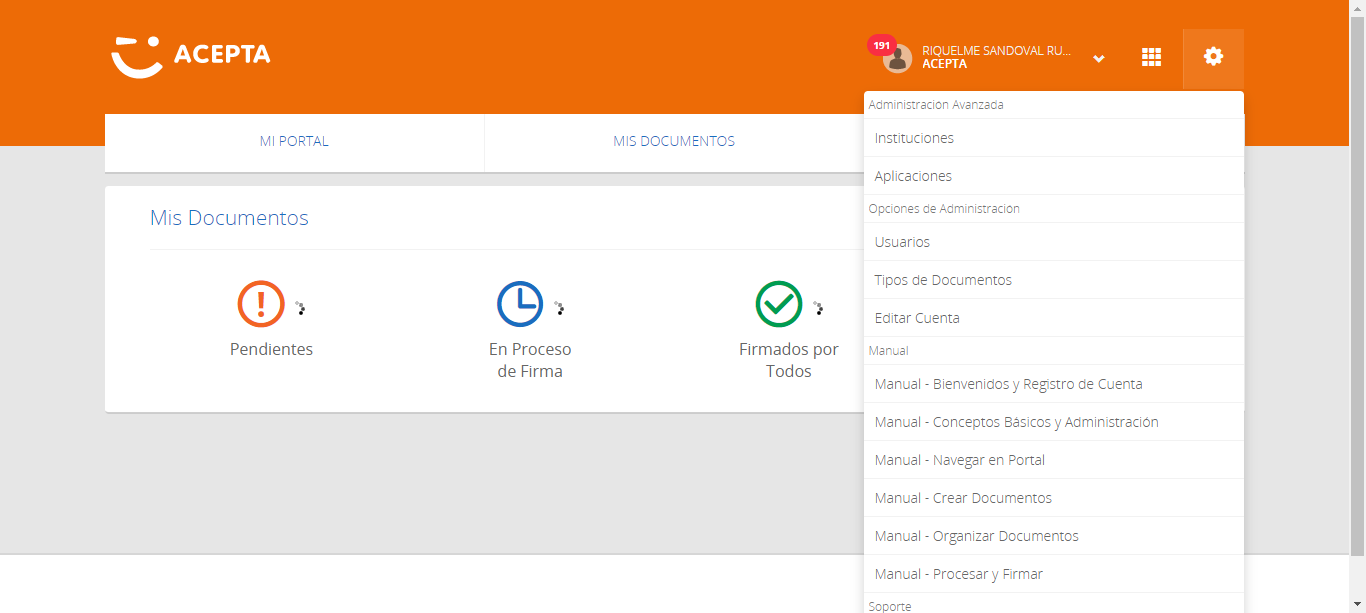 ACEPTA
191
RIQUELME SANDOVAL RU...
ACEPTA
MI PORTAL
MIS DOCUMENTOS
Mis Documentos
Pendientes
En Proceso
de Firma
Firmados por
Todos
Administración Avanzada
Instituciones
Aplicaciones
Opciones de Administración
Usuarios
Tipos de Documentos
Editar Cuenta
Manual
Manual - Bienvenidos y Registro de Cuenta
Manual - Conceptos Básicos y Administración
Manual - Navegar en Portal
Manual - Crear Documentos
Manual - Organizar Documentos
Manual - Procesar y Firmar
Soporte